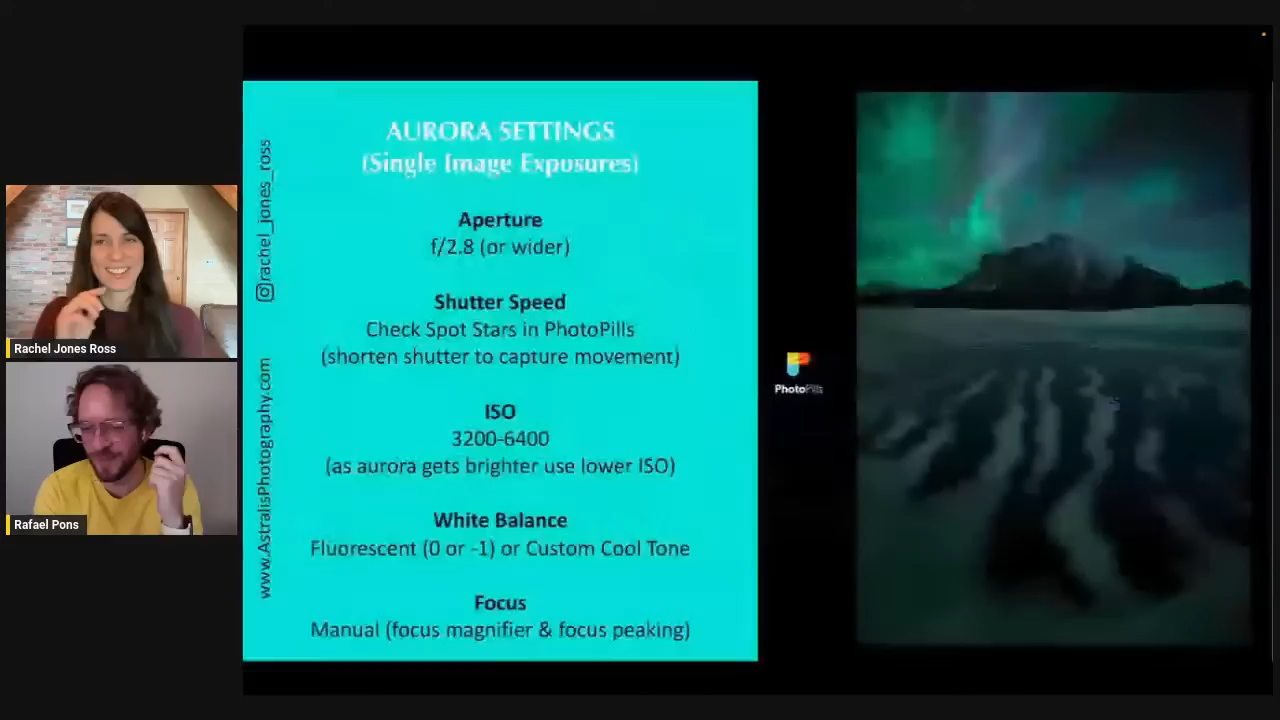 AURORA SETTINGS
(Single Image Exposures)
Aperture
f/2.8 (or wider)
Shutter Speed
Check Spot Stars in PhotoPills
(shorten shutter to capture movement)
ISO
3200-6400
(as aurora gets brighter use lower ISO)
White Balance
Fluorescent (0 or -1) or Custom Cool Tone
Focus
Manual (focus magnifier & focus peaking)
@rachel_jones_ross
www.AstralisPhotography.com
PhotoPills
Rachel Jones Ross
Rafael Pons